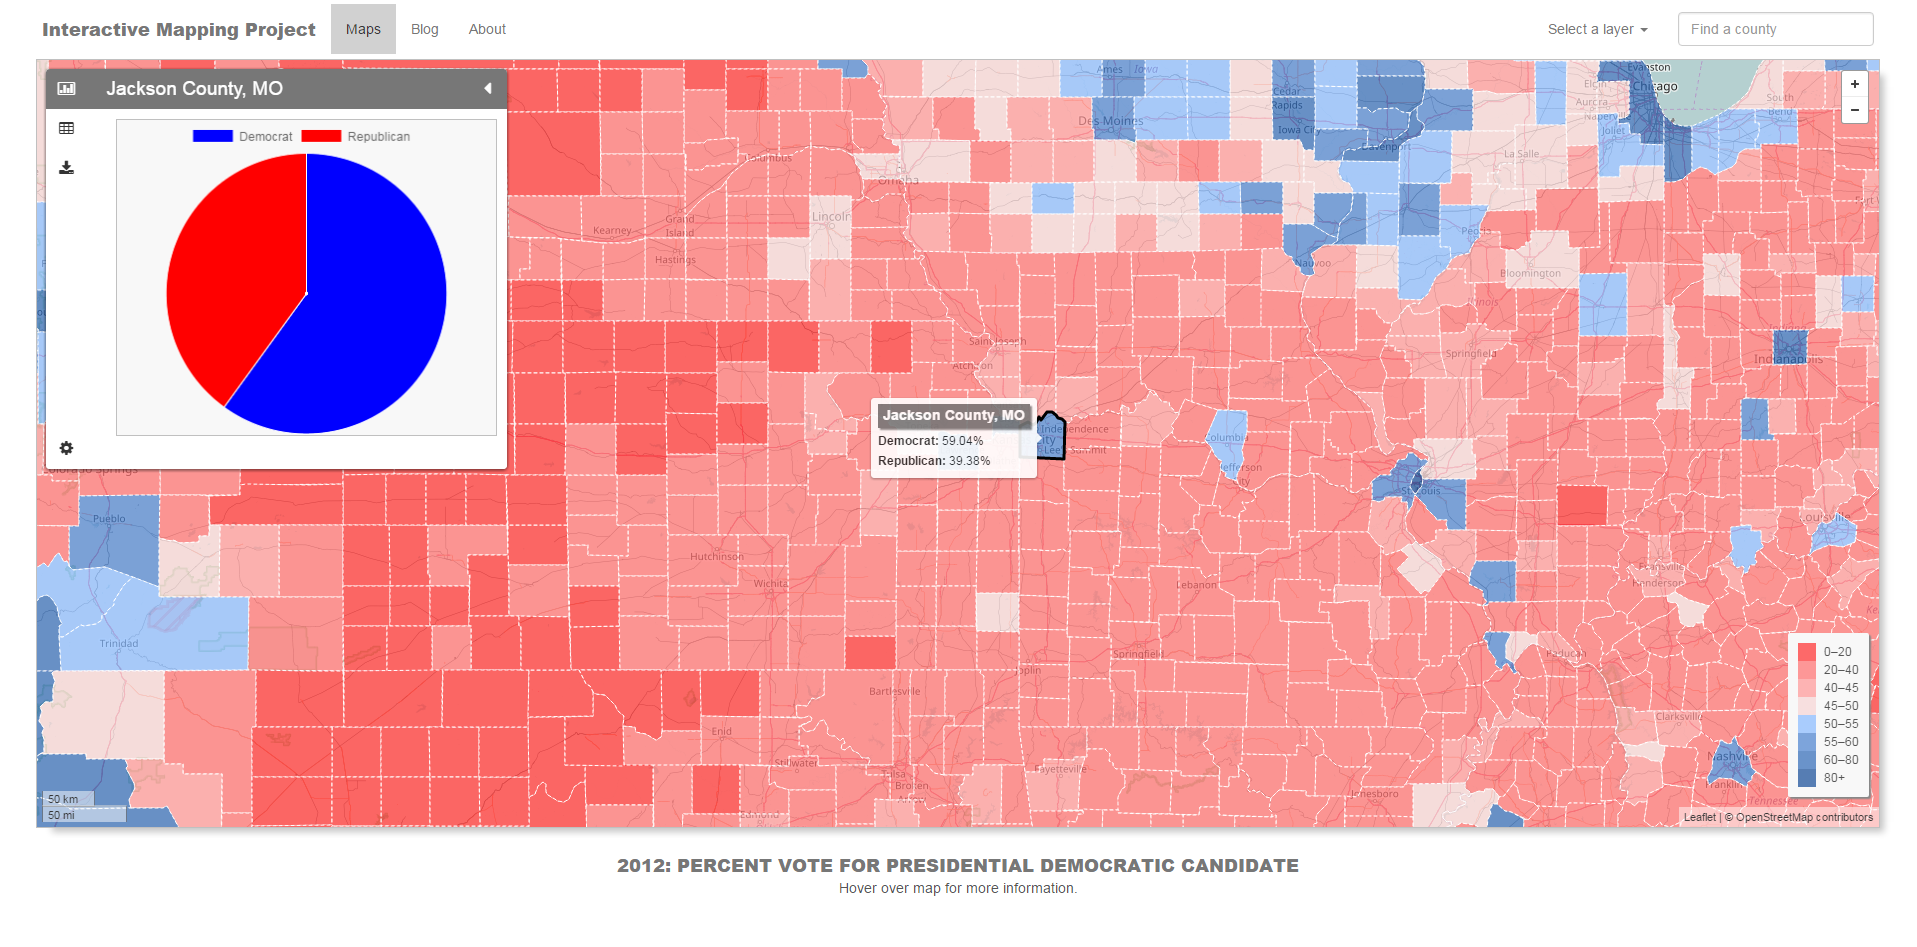 Interactive Mapping Project
Maps
Blog
About
Select a layer
Find a county
Jackson County, MO
Democrat
Republican
+
−
Ames
Iowa
Evanston
Chicago
Elgin
Aurora
Naperville
Joliet
South
Bend
Cedar
Rapids
Iowa City
Des Moines
Davenport
La Salle
Columbus
Omaha
Lincoln
Grand
Island
Kearney
Hastings
Peoria
Nauvoo
Bloomington
Illinois
Springfield
Indianapolis
Saint Joseph
Atchison
Jackson County, MO
Democrat: 59.04%
Republican: 39.38%
Independence
City
Lee's Summit
Columbia
Jefferson
City
St. Louis
Colorado Springs
Pueblo
Trinidad
Hutchinson
Wichita
Lebanon
Louisville
Evansville
Henderson
Springfield
Joplin
Paducah
Bartlesville
Enid
Stillwater
Tulsa
Broken
Arrow
Edmond
Fayetteville
Jonesboro
Clarksville
Nashville
Franklin
Tennessee
0–20
20–40
40–45
45–50
50–55
55–60
60–80
80+
50 km
50 mi
Leaflet | © OpenStreetMap contributors
2012: PERCENT VOTE FOR PRESIDENTIAL DEMOCRATIC CANDIDATE
Hover over map for more information.